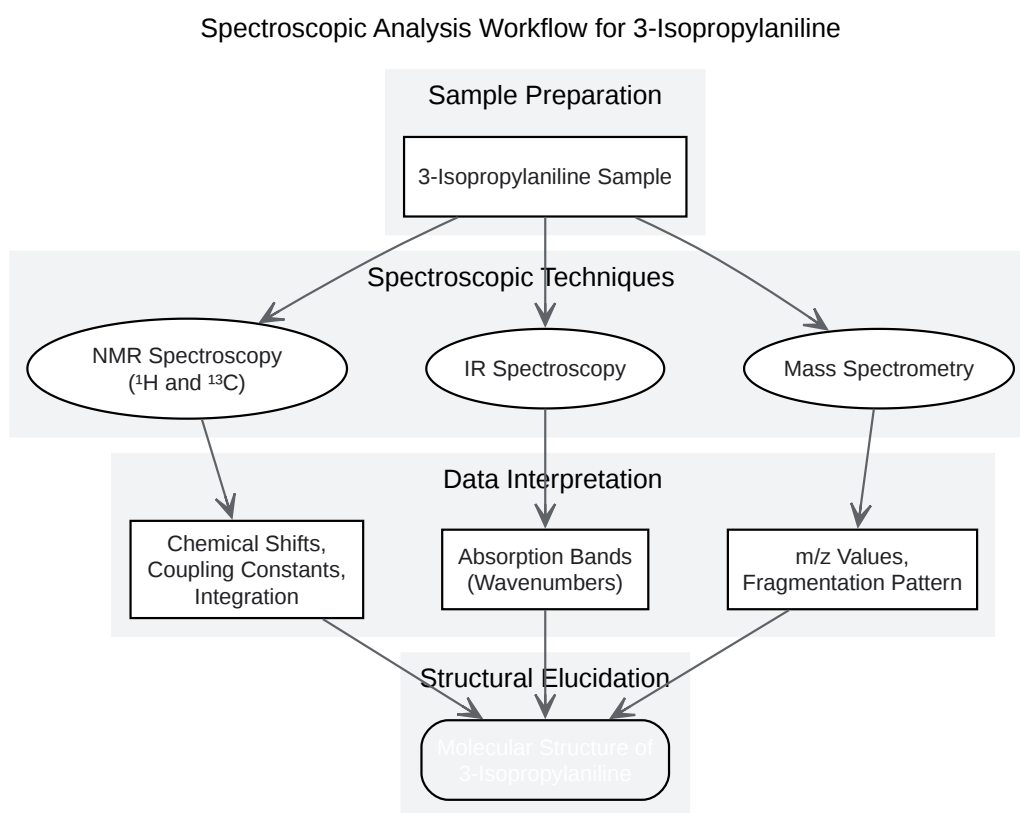 Spectroscopic Analysis Workflow for 3-Isopropylaniline
Sample Preparation
3-Isopropylaniline Sample
Spectroscopic Techniques
NMR Spectroscopy
(¹H and ¹³C)
IR Spectroscopy
Mass Spectrometry
Data Interpretation
Chemical Shifts,
Coupling Constants,
Integration
Absorption Bands
(Wavenumbers)
m/z Values,
Fragmentation Pattern
Structural Elucidation
Molecular Structure of
3-Isopropylaniline